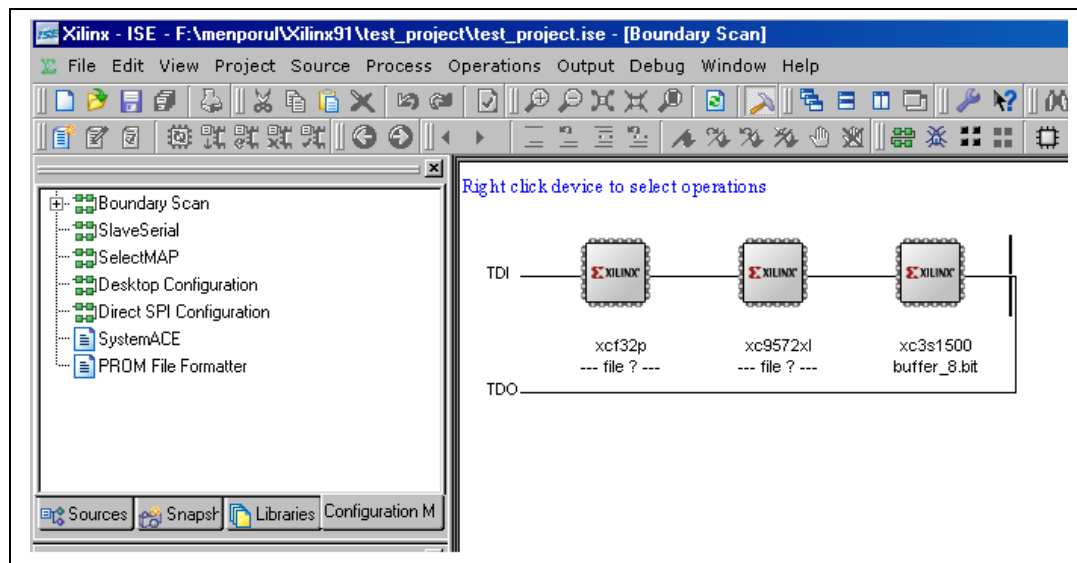 ISE Xilinx - ISE - F:\menporul\Xilinx91\test_project\test_project.ise - [Boundary Scan]
File Edit View Project Source Process Operations Output Debug Window Help
Boundary Scan
SlaveSerial
SelectMAP
Desktop Configuration
Direct SPI Configuration
SystemACE
PROM File Formatter
Sources Snapsh Libraries Configuration M
Right click device to select operations
TDI XILINX XILINX XILINX
xcf32p xc9572xl xc3s1500
--- file ? --- --- file ? --- buffer_8.bit
TDO